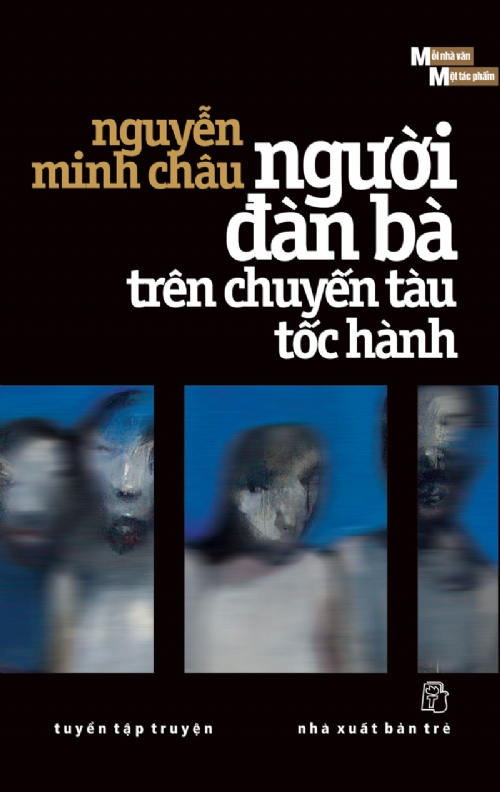 Mỗi nhà văn
Một tác phẩm
nguyễn
minh châu
người
đàn bà
trên chuyến tàu
tốc hành
tuyển tập truyện
nhà xuất bản trẻ